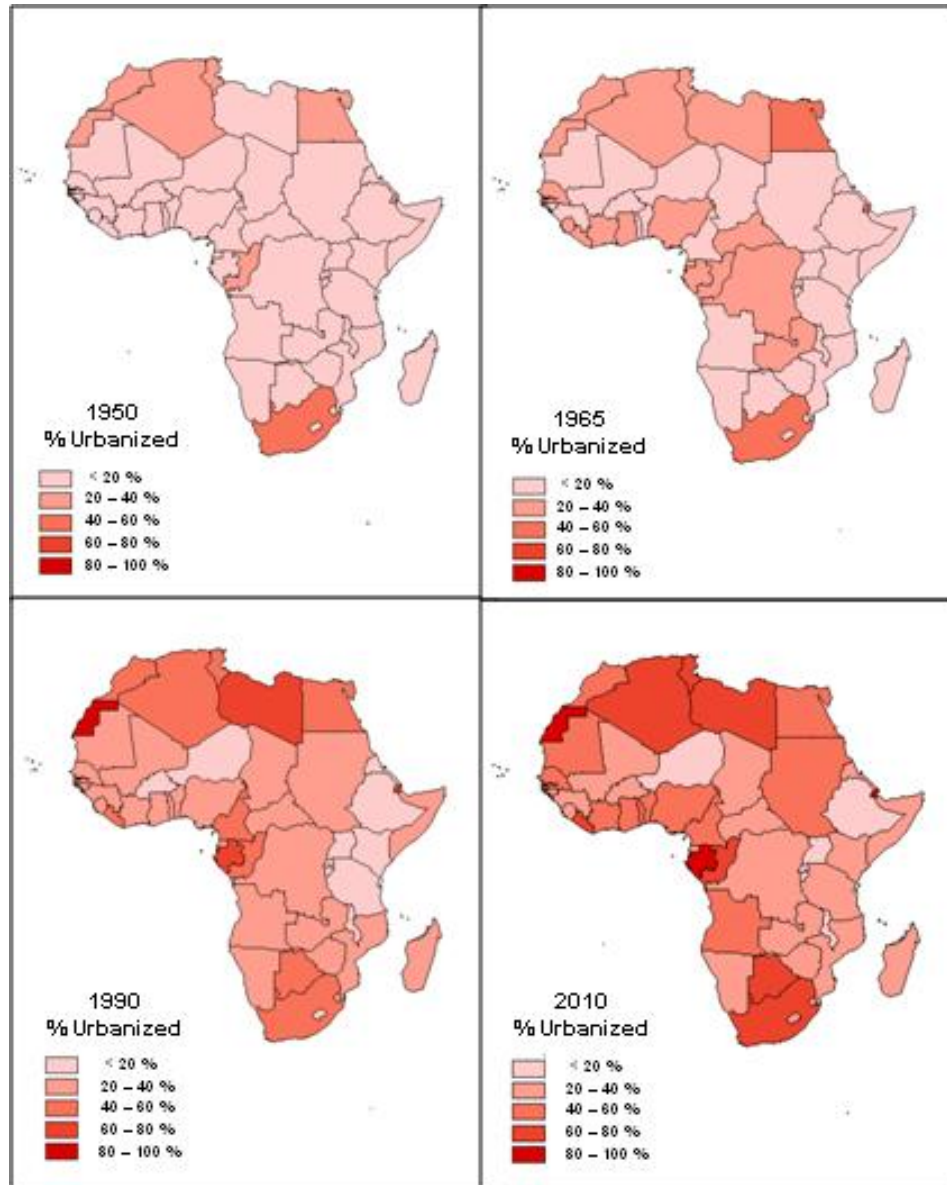 1950
% Urbanized
< 20 %
20 – 40 %
40 – 60 %
60 – 80 %
80 – 100 %
1965
% Urbanized
< 20 %
20 – 40 %
40 – 60 %
60 – 80 %
80 – 100 %
1990
% Urbanized
< 20 %
20 – 40 %
40 – 60 %
60 – 80 %
80 – 100 %
2010
% Urbanized
< 20 %
20 – 40 %
40 – 60 %
60 – 80 %
80 – 100 %